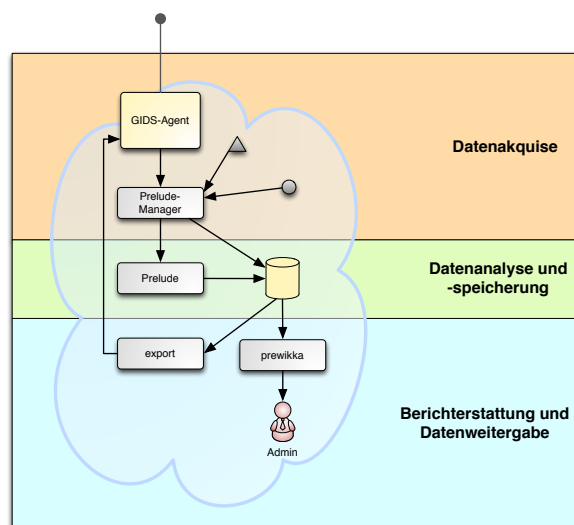 GIDS-Agent
Datenakquise
Prelude-
Manager
Prelude
Datenanalyse und
-speicherung
export
prewikka
Berichterstattung und
Datenweitergabe
Admin